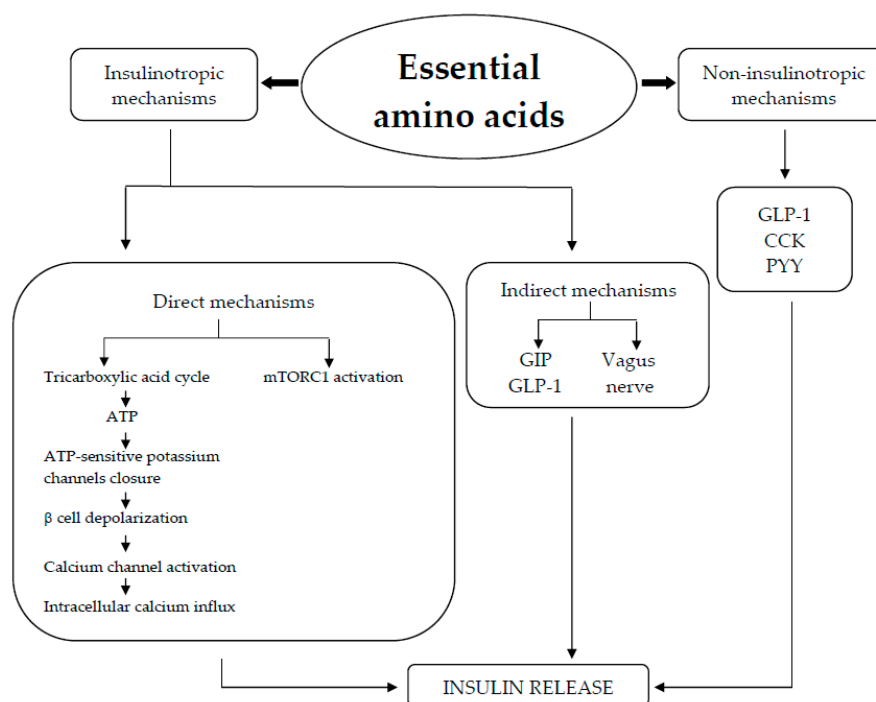 Essential
amino acids
Insulinotropic
mechanisms
Non-insulinotropic
mechanisms
GLP-1
CCK
PYY
Direct mechanisms
Tricarboxylic acid cycle
mTORC1 activation
ATP
ATP-sensitive potassium
channels closure
β cell depolarization
Calcium channel activation
Intracellular calcium influx
Indirect mechanisms
GIP
GLP-1
Vagus
nerve
INSULIN RELEASE